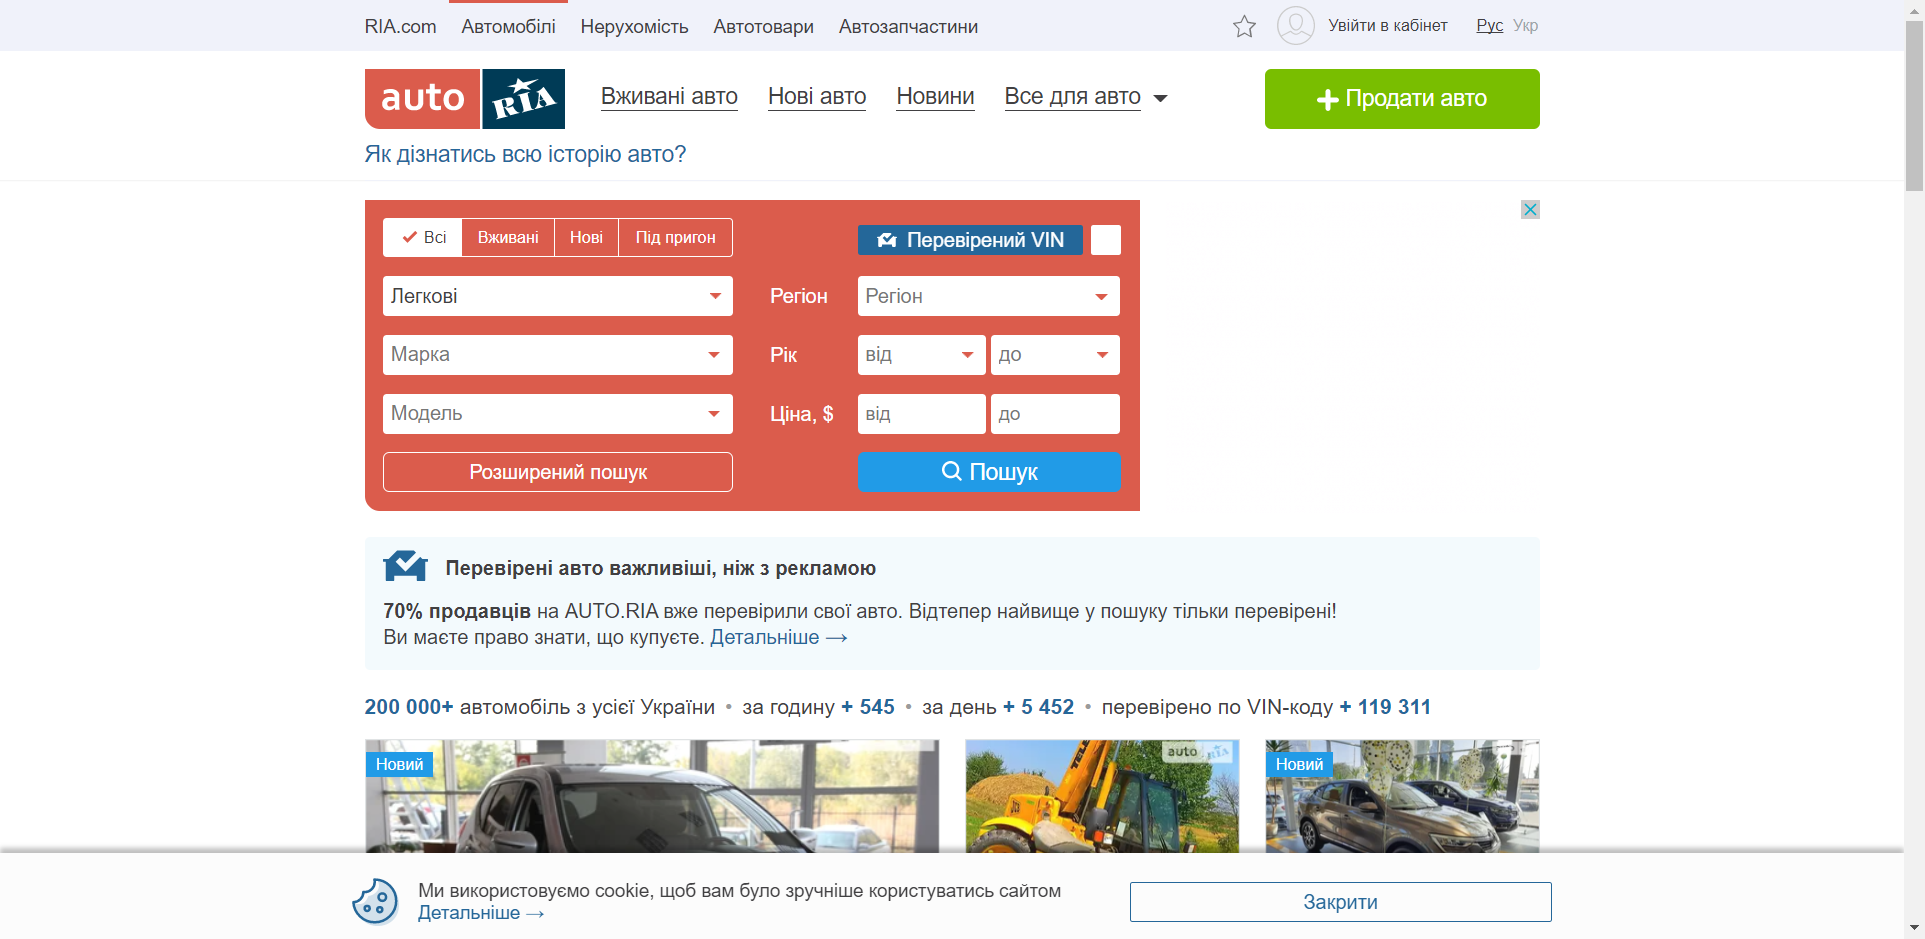 RIA.com Автомобілі Нерухомість Автотовари Автозапчастини Увійти в кабінет Рус Укр
auto RIA Вживані авто Нові авто Новини Все для авто Продати авто
Як дізнатись всю історію авто?
Всі Вживані Нові Під пригон Перевірений VIN
Легкові Регіон Регіон
Марка Рік від до
Модель Ціна, $ від до
Розширений пошук Пошук
Перевірені авто важливіші, ніж з рекламою
70% продавців на AUTO.RIA вже перевірили свої авто. Відтепер найвище у пошуку тільки перевірені!
Ви маєте право знати, що купуєте. Детальніше →
200 000+ автомобіль з усієї України • за годину + 545 • за день + 5 452 • перевірено по VIN-коду + 119 311
Новий auto RIA Новий
JCB
Ми використовуємо cookie, щоб вам було зручніше користуватись сайтом
Детальніше →
Закрити